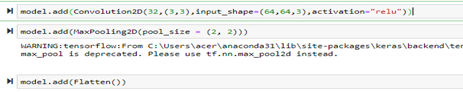 model.add(Convolution2D(32,(3,3),input_shape=(64,64,3),activation="relu"))
model.add(MaxPooling2D(pool_size = (2, 2)))
WARNING:tensorflow:From C:\Users\acer\anaconda31\lib\site-packages\keras\backend\ten
max_pool is deprecated. Please use tf.nn.max_pool2d instead.
model.add(Flatten())